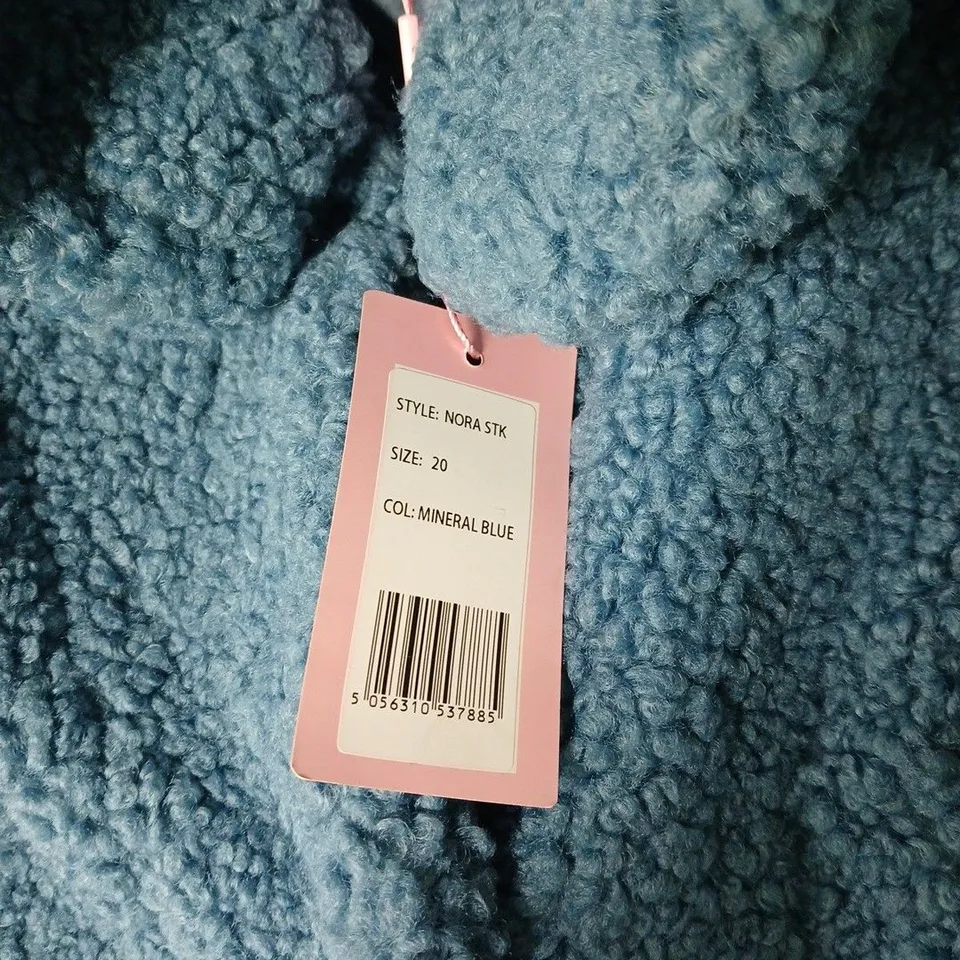 STYLE: NORA STK
SIZE: 20
COL: MINERAL BLUE
5 056310 537885